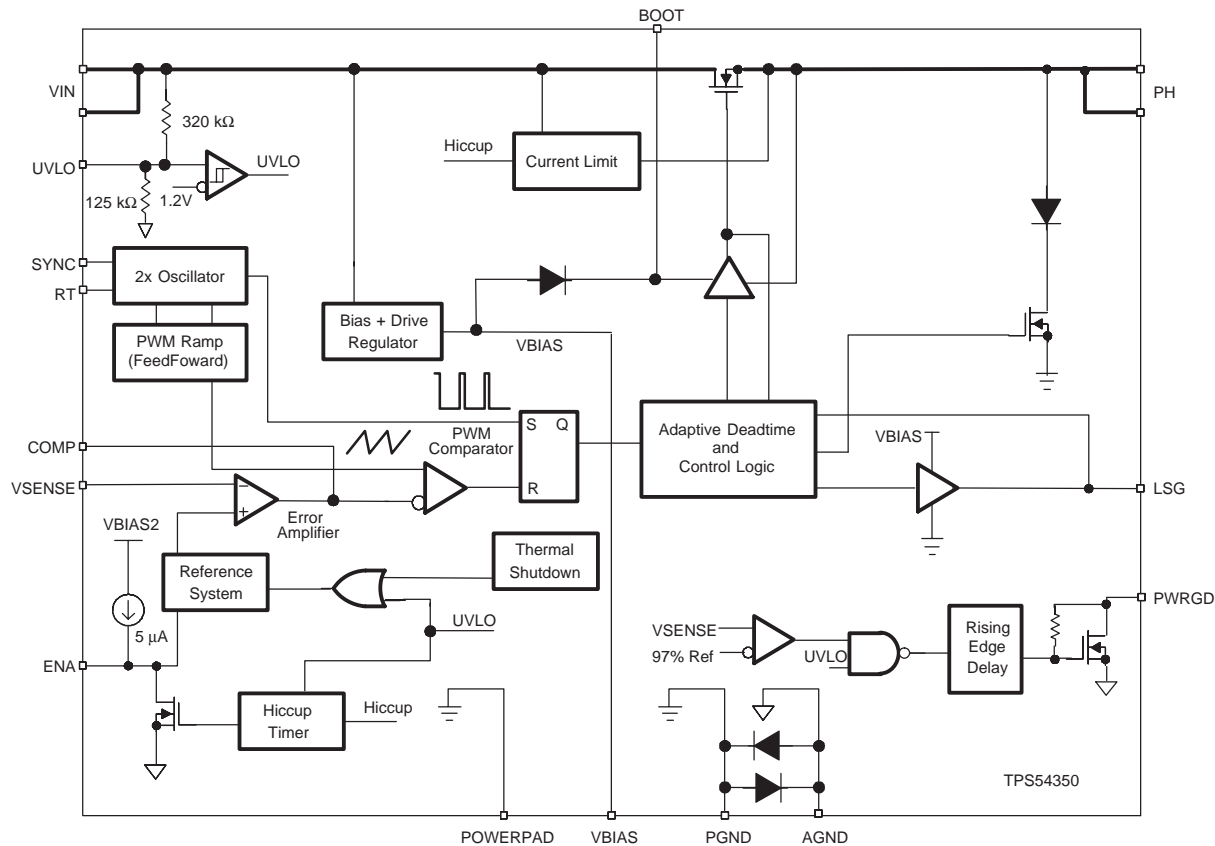 BOOT
VIN
PH
320 kΩ
Hiccup
Current Limit
UVLO
UVLO
125 kΩ
1.2V
SYNC
2x Oscillator
RT
Bias + Drive
Regulator
PWM Ramp
(FeedFoward)
VBIAS
S
Q
R
PWM
Comparator
Adaptive Deadtime
and
Control Logic
VBIAS
COMP
VSENSE
−
+
Error
Amplifier
LSG
VBIAS2
Thermal
Shutdown
Reference
System
5 μA
UVLO
PWRGD
VSENSE
97% Ref
UVLO
Rising
Edge
Delay
ENA
Hiccup
Timer
Hiccup
TPS54350
POWERPAD
VBIAS
PGND
AGND